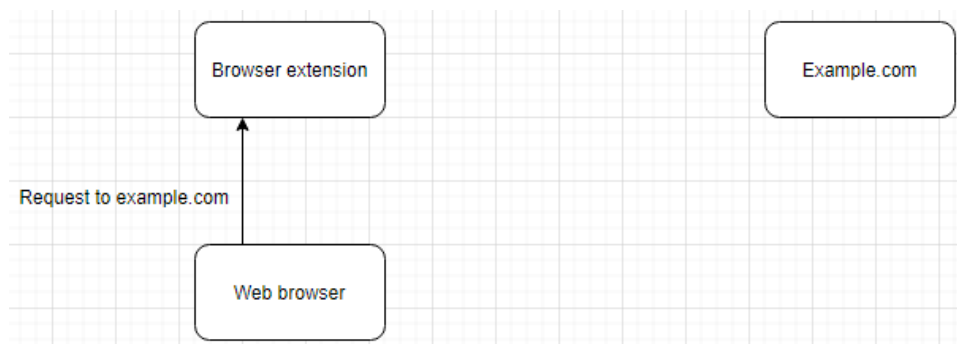 Browser extension
Example.com
Request to example.com
Web browser